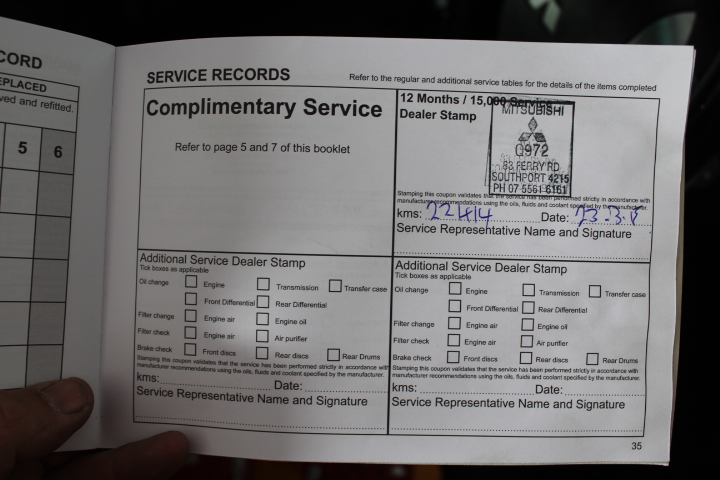 CORD
EPLACED
ved and refitted.
5 6
SERVICE RECORDS
Refer to the regular and additional service tables for the details of the items completed
Complimentary Service
Refer to page 5 and 7 of this booklet
12 Months / 15,000 Service
Dealer Stamp
MITSUBISHI
83 FERRY RD
SOUTHPORT 4215
PH 07 5561 6161
Stamping this coupon validates that the service has been performed strictly in accordance with
manufacturer recommendations using the oils, fluids and coolant specified by the manufacturer.
kms: 22414 Date:
Service Representative Name and Signature
Additional Service Dealer Stamp
Tick boxes as applicable
Oil change Engine Transmission Transfer case
Front Differential Rear Differential
Filter change Engine air Engine oil
Filter check Engine air Air purifier
Brake check Front discs Rear discs Rear Drums
Stamping this coupon validates that the service has been performed strictly in accordance with
manufacturer recommendations using the oils, fluids and coolant specified by the manufacturer.
kms: Date:
Service Representative Name and Signature
Additional Service Dealer Stamp
Tick boxes as applicable
Oil change Engine Transmission Transfer case
Front Differential Rear Differential
Filter change Engine air Engine oil
Filter check Engine air Air purifier
Brake check Front discs Rear discs Rear Drums
Stamping this coupon validates that the service has been performed strictly in accordance with
manufacturer recommendations using the oils, fluids and coolant specified by the manufacturer.
kms: Date:
Service Representative Name and Signature
35